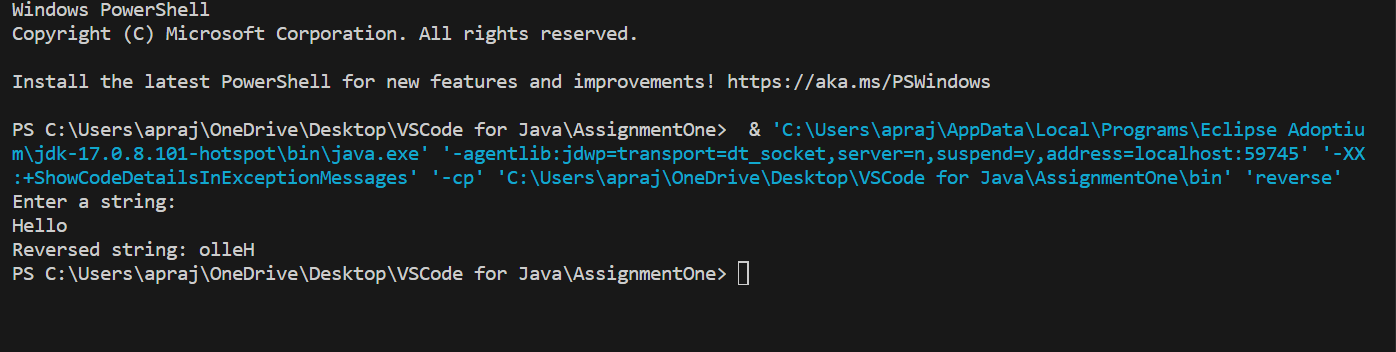 Windows PowerShell
Copyright (C) Microsoft Corporation. All rights reserved.
Install the latest PowerShell for new features and improvements! https://aka.ms/PSWindows
PS C:\Users\apraj\OneDrive\Desktop\VSCode for Java\AssignmentOne>  & 'C:\Users\apraj\AppData\Local\Programs\Eclipse Adoptiu
m\jdk-17.0.8.101-hotspot\bin\java.exe' '-agentlib:jdwp=transport=dt_socket,server=n,suspend=y,address=localhost:59745' '-XX
:+ShowCodeDetailsInExceptionMessages' '-cp' 'C:\Users\apraj\OneDrive\Desktop\VSCode for Java\AssignmentOne\bin' 'reverse'
Enter a string:
Hello
Reversed string: olleH
PS C:\Users\apraj\OneDrive\Desktop\VSCode for Java\AssignmentOne>